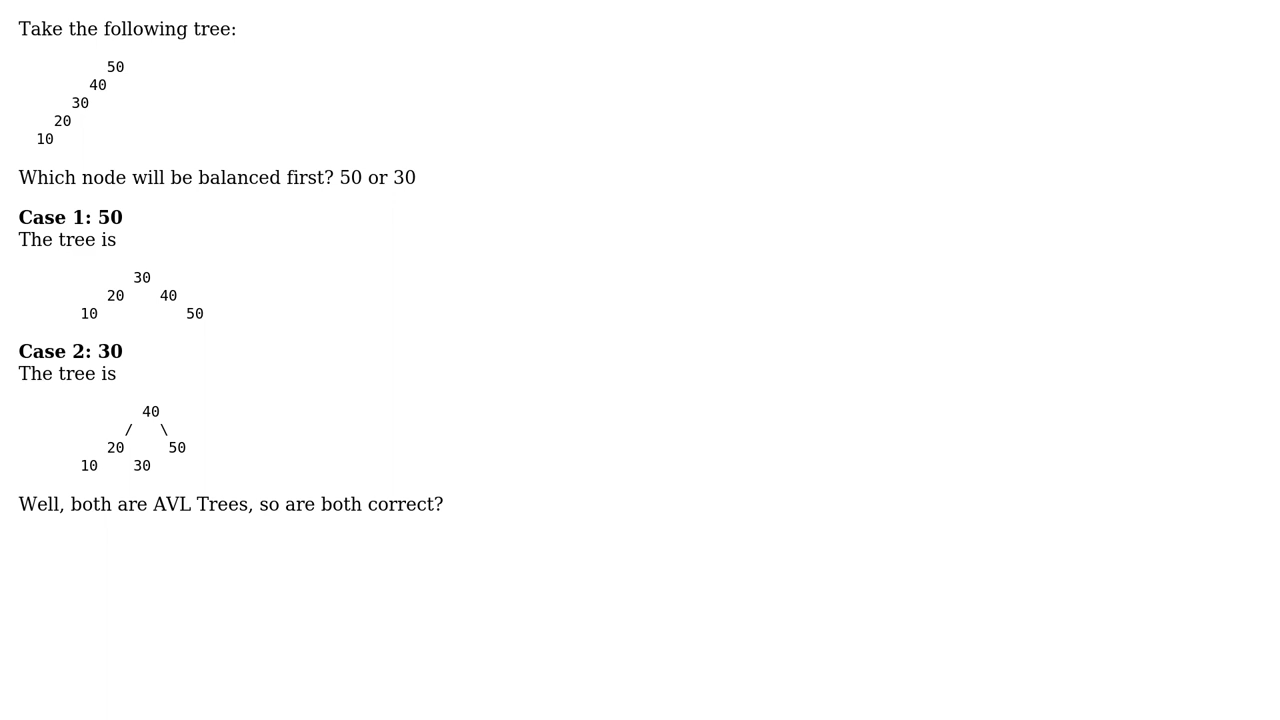 Take the following tree:
50
40
30
20
10
Which node will be balanced first? 50 or 30
Case 1: 50
The tree is
30
20 40
10 50
Case 2: 30
The tree is
40
/ \
20 50
10 30
Well, both are AVL Trees, so are both correct?